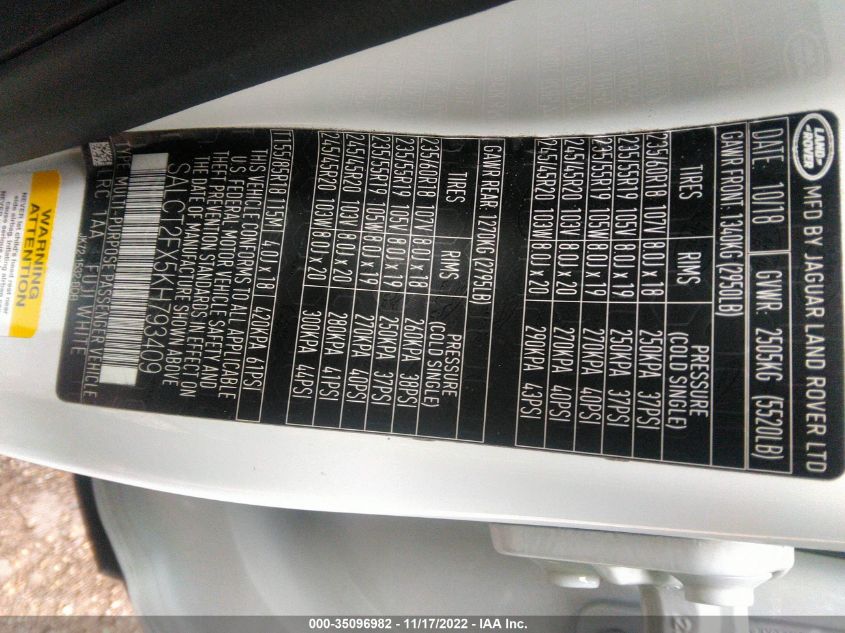 LAND-
ROVER
MFD BY JAGUAR LAND ROVER LTD
DATE: 10/18 GVWR: 2505KG (5520LB)
GAWR FRONT: 1340KG (2950LB)
TIRES RIMS PRESSURE (COLD SINGLE)
235/60R18 107V 8.0J x 18 250KPA 37PSI
235/55R19 105V 8.0J x 19 250KPA 37PSI
235/55R19 105W 8.0J x 19 270KPA 40PSI
245/45R20 103V 8.0J x 20 270KPA 40PSI
245/45R20 103W 8.0J x 20 290KPA 43PSI
GAWR REAR: 1270KG (2795LB)
TIRES RIMS PRESSURE (COLD SINGLE)
235/60R18 107V 8.0J x 18 260KPA 38PSI
235/55R19 105V 8.0J x 19 250KPA 37PSI
235/55R19 105W 8.0J x 19 270KPA 40PSI
245/45R20 103V 8.0J x 20 280KPA 41PSI
245/45R20 103W 8.0J x 20 300KPA 44PSI
T155/85R18 115M 4.0J x 18 420KPA 61PSI
THIS VEHICLE CONFORMS TO ALL APPLICABLE
U.S. FEDERAL MOTOR VEHICLE SAFETY AND
THEFT PREVENTION STANDARDS IN EFFECT ON
THE DATE OF MANUFACTURE SHOWN ABOVE
TYPE: MULTI-PURPOSE PASSENGER VEHICLE
LRC 1AA FUJI WHITE
WARNING
ATTENTION
NEVER let child's head rest near
000-35096982 - 11/17/2022 - IAA Inc.